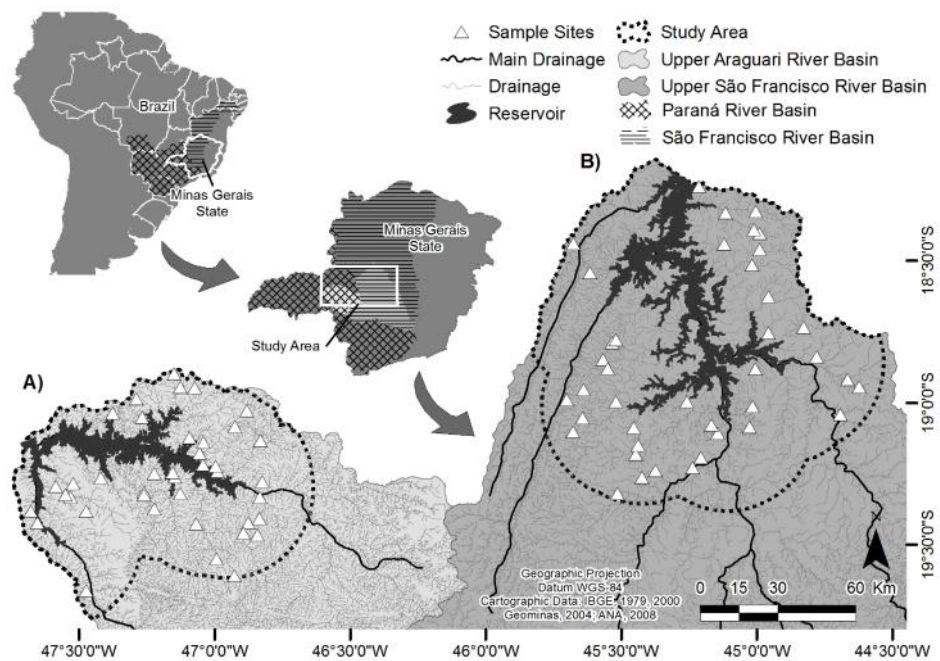 Sample Sites
Main Drainage
Drainage
Reservoir
Study Area
Upper Araguari River Basin
Upper São Francisco River Basin
Paraná River Basin
São Francisco River Basin
Brazil
Minas Gerais
State
Minas Gerais
State
Study Area
A)
B)
18°30'0"S
19°00'0"S
19°30'0"S
Geographic Projection
Datum WGS-84
Cartographic Data: IBGE, 1979, 2000
Geominas, 2004; ANA, 2008
0 15 30 60 Km
47°30'0"W 47°00'0"W 46°30'0"W 46°00'0"W 45°30'0"W 45°00'0"W 44°30'0"W